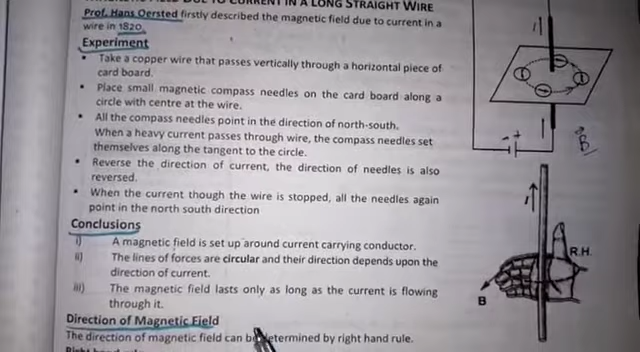 DUE TO CURRENT IN A LONG STRAIGHT WIRE
Prof. Hans Oersted firstly described the magnetic field due to current in a
wire in 1820.
Experiment
• Take a copper wire that passes vertically through a horizontal piece of
card board.
• Place small magnetic compass needles on the card board along a
circle with centre at the wire.
• All the compass needles point in the direction of north-south.
When a heavy current passes through wire, the compass needles set
themselves along the tangent to the circle.
• Reverse the direction of current, the direction of needles is also
reversed.
• When the current though the wire is stopped, all the needles again
point in the north south direction
Conclusions
i) A magnetic field is set up around current carrying conductor.
ii) The lines of forces are circular and their direction depends upon the
direction of current.
iii) The magnetic field lasts only as long as the current is flowing
through it.
Direction of Magnetic Field
The direction of magnetic field can be determined by right hand rule.
I
- +
B
I
R.H.
B